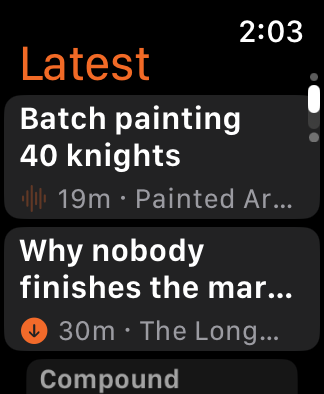 2:03
Latest
Batch painting
40 knights
19m · Painted Ar...
Why nobody
finishes the mar...
30m · The Long...
Compound